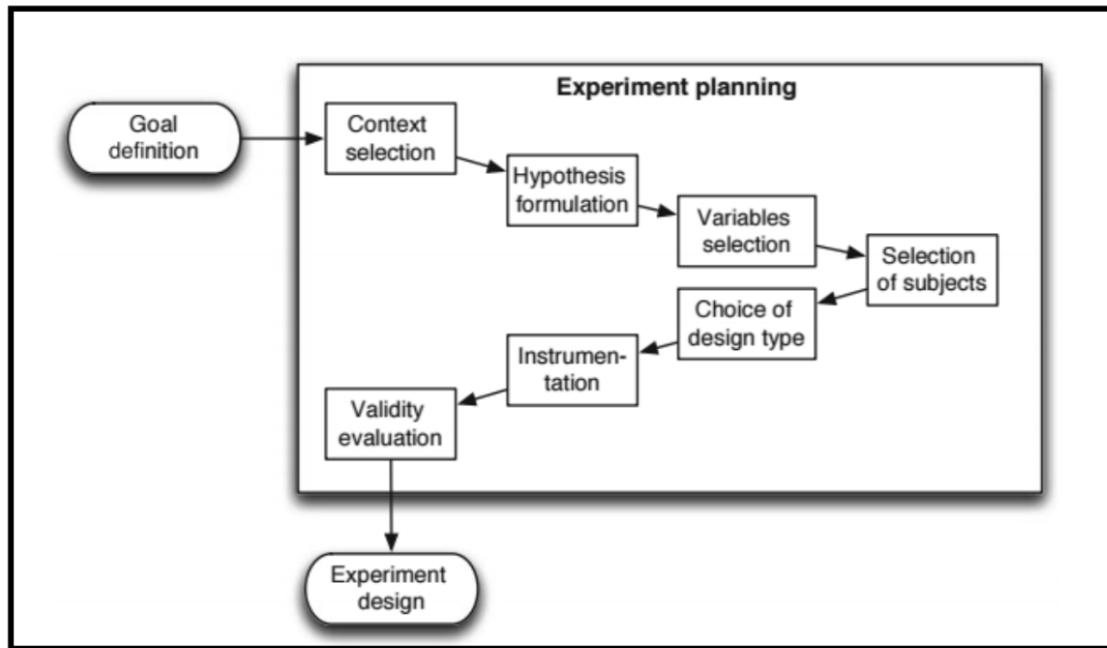 Experiment planning
Goal
definition
Context
selection
Hypothesis
formulation
Variables
selection
Selection
of subjects
Choice of
design type
Instrumen-
tation
Validity
evaluation
Experiment
design